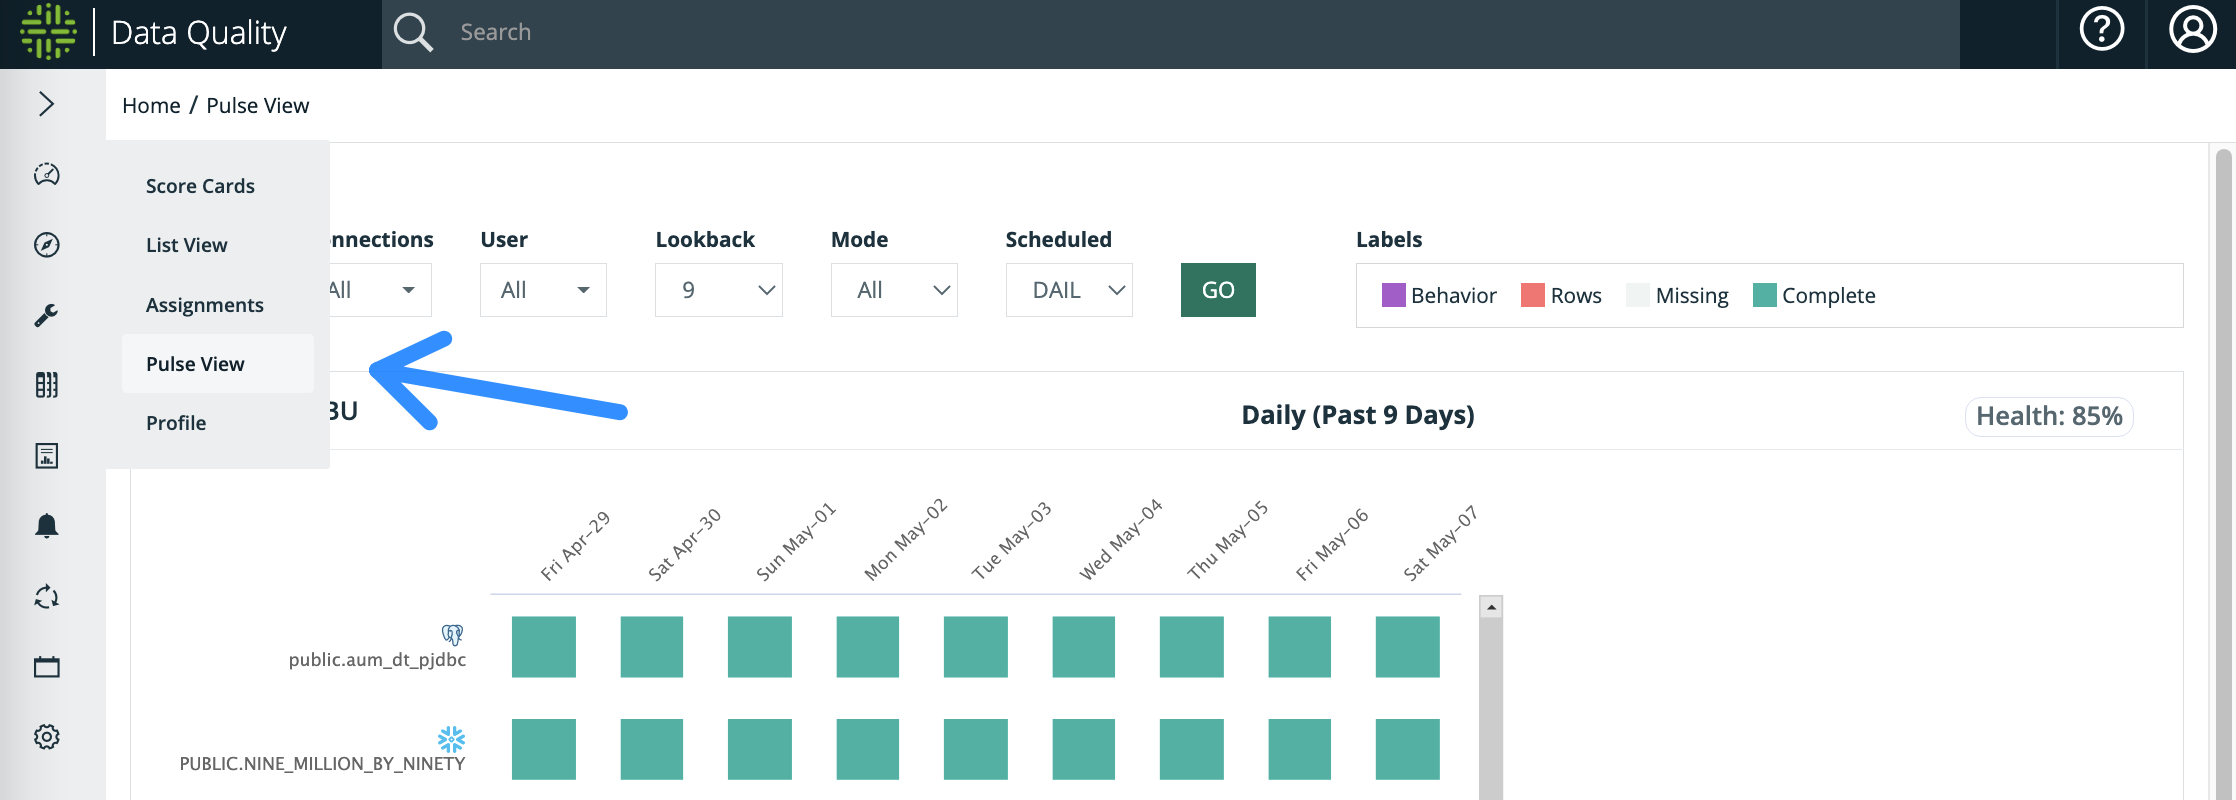 Data Quality
Search
Home / Pulse View
Score Cards
List View
Assignments
Pulse View
Profile
onnections
User
Lookback
Mode
Scheduled
Labels
All
All
9
All
DAIL
GO
Behavior
Rows
Missing
Complete
BU
Daily (Past 9 Days)
Health: 85%
Fri Apr-29
Sat Apr-30
Sun May-01
Mon May-02
Tue May-03
Wed May-04
Thu May-05
Fri May-06
Sat May-07
public.aum_dt_pjdbc
PUBLIC.NINE_MILLION_BY_NINETY